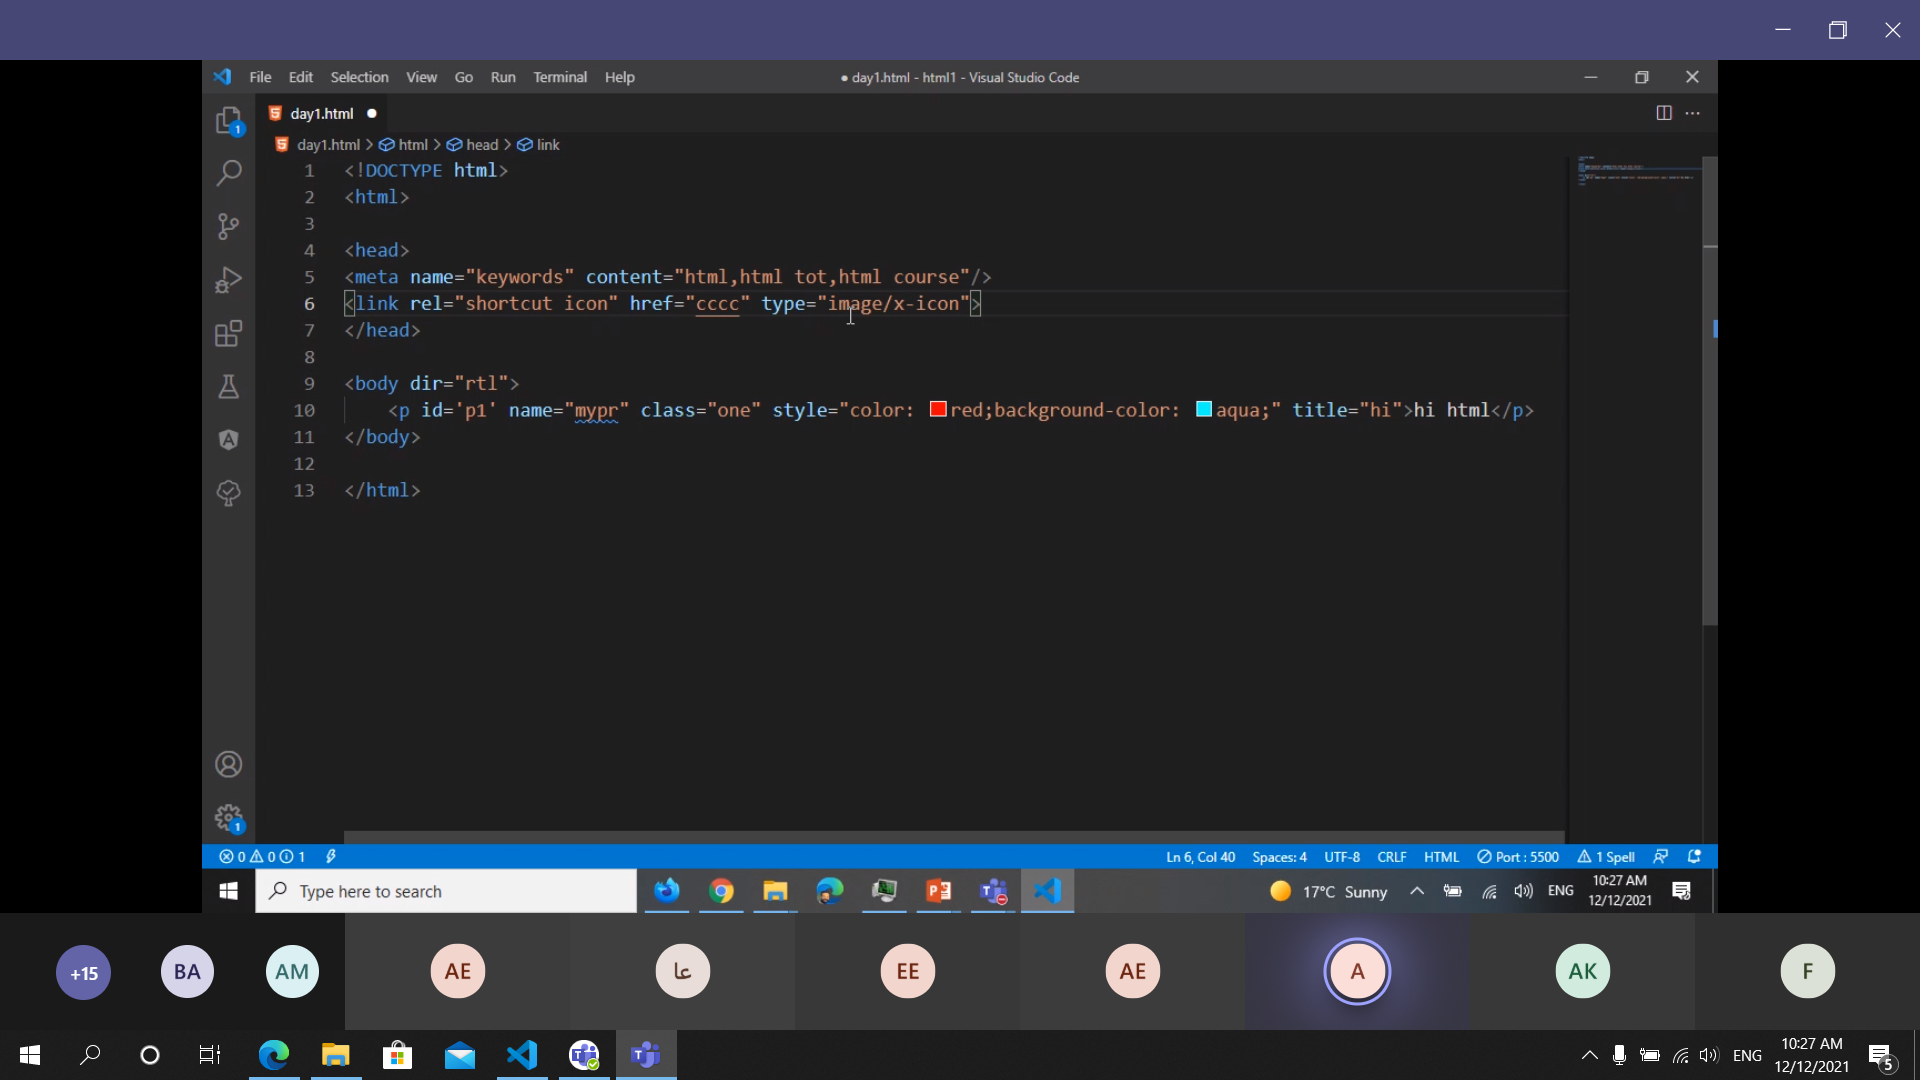 File Edit Selection View Go Run Terminal Help
● day1.html - html1 - Visual Studio Code
day1.html ●
day1.html > html > head > link
1 <!DOCTYPE html>
2 <html>
3
4 <head>
5 <meta name="keywords" content="html,html tot,html course"/>
6 <link rel="shortcut icon" href="cccc" type="image/x-icon">
7 </head>
8
9 <body dir="rtl">
10 <p id='p1' name="mypr" class="one" style="color: red;background-color: aqua;" title="hi">hi html</p>
11 </body>
12
13 </html>
1
1
0 0 1
Ln 6, Col 40 Spaces: 4 UTF-8 CRLF HTML Port : 5500 1 Spell
Type here to search
17°C Sunny ENG 10:27 AM
12/12/2021
+15 BA AM AE عا EE AE A AK F
ENG 10:27 AM
12/12/2021
5